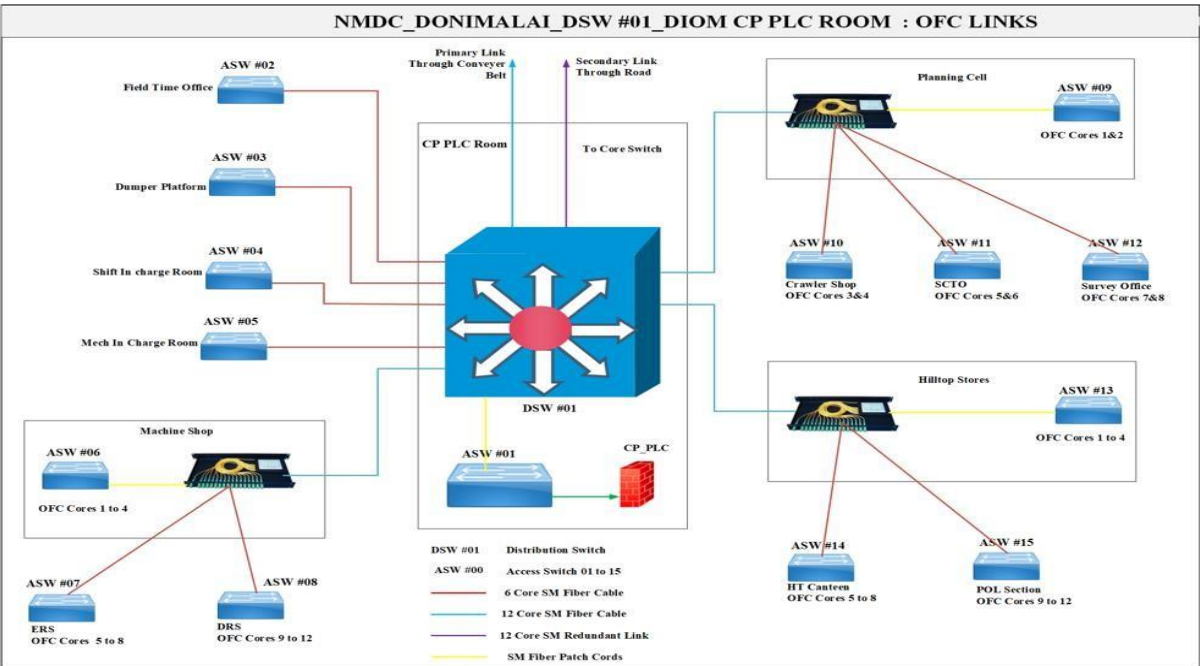 NMDC_DONIMALAI_DSW #01_DIOM CP PLC ROOM : OFC LINKS
Primary Link
Through Conveyer
Belt
Secondary Link
Through Road
ASW #02
Field Time Office
ASW #03
Dumper Platform
ASW #04
Shift In charge Room
ASW #05
Mech In Charge Room
CP PLC Room
To Core Switch
DSW #01
ASW #01
CP_PLC
Planning Cell
ASW #09
OFC Cores 1&2
ASW #10
Crawler Shop
OFC Cores 3&4
ASW #11
SCTO
OFC Cores 5&6
ASW #12
Survey Office
OFC Cores 7&8
Hilltop Stores
ASW #13
OFC Cores 1 to 4
ASW #14
HT Canteen
OFC Cores 5 to 8
ASW #15
POL Section
OFC Cores 9 to 12
Machine Shop
ASW #06
OFC Cores 1 to 4
ASW #07
ERS
OFC Cores 5 to 8
ASW #08
DRS
OFC Cores 9 to 12
DSW #01 Distribution Switch
ASW #00 Access Switch 01 to 15
6 Core SM Fiber Cable
12 Core SM Fiber Cable
12 Core SM Redundant Link
SM Fiber Patch Cords